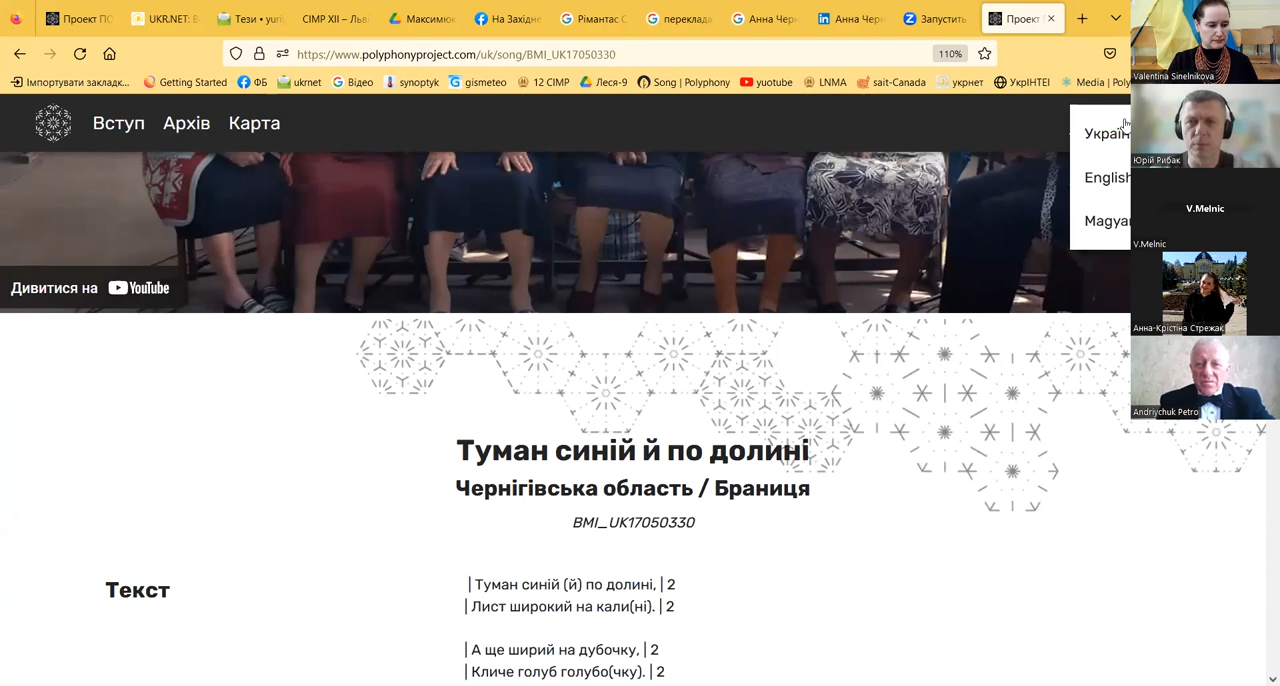 Проект ПО
UKR.NET: В
Тези • yuriy
CIMP XII – Льв
Максимюк
На Західне
Рімантас С
переклада
Анна Черн
Анна Черн
Запустить
Проект
https://www.polyphonyproject.com/uk/song/BMI_UK17050330
110%
Імпортувати закладк...
Getting Started
ФБ
ukrnet
Відео
synoptyk
gismeteo
12 CIMP
Леся-9
Song | Polyphony
yuotube
LNMA
sait-Canada
укрнет
УкрІНТЕІ
Media | Poly
Вступ
Архів
Карта
Україн
English
Magyar
Дивитися на YouTube
Туман синій й по долині
Чернігівська область / Браниця
BMI_UK17050330
Текст
| Туман синій (й) по долині, | 2
| Лист широкий на кали(ні). | 2
| А ще ширий на дубочку, | 2
| Кличе голуб голубо(чку). | 2
Valentina Sinelnikova
Юрій Рибак
V.Melnic
V.Melnic
Анна-Крістіна Стрежак
Andriychuk Petro